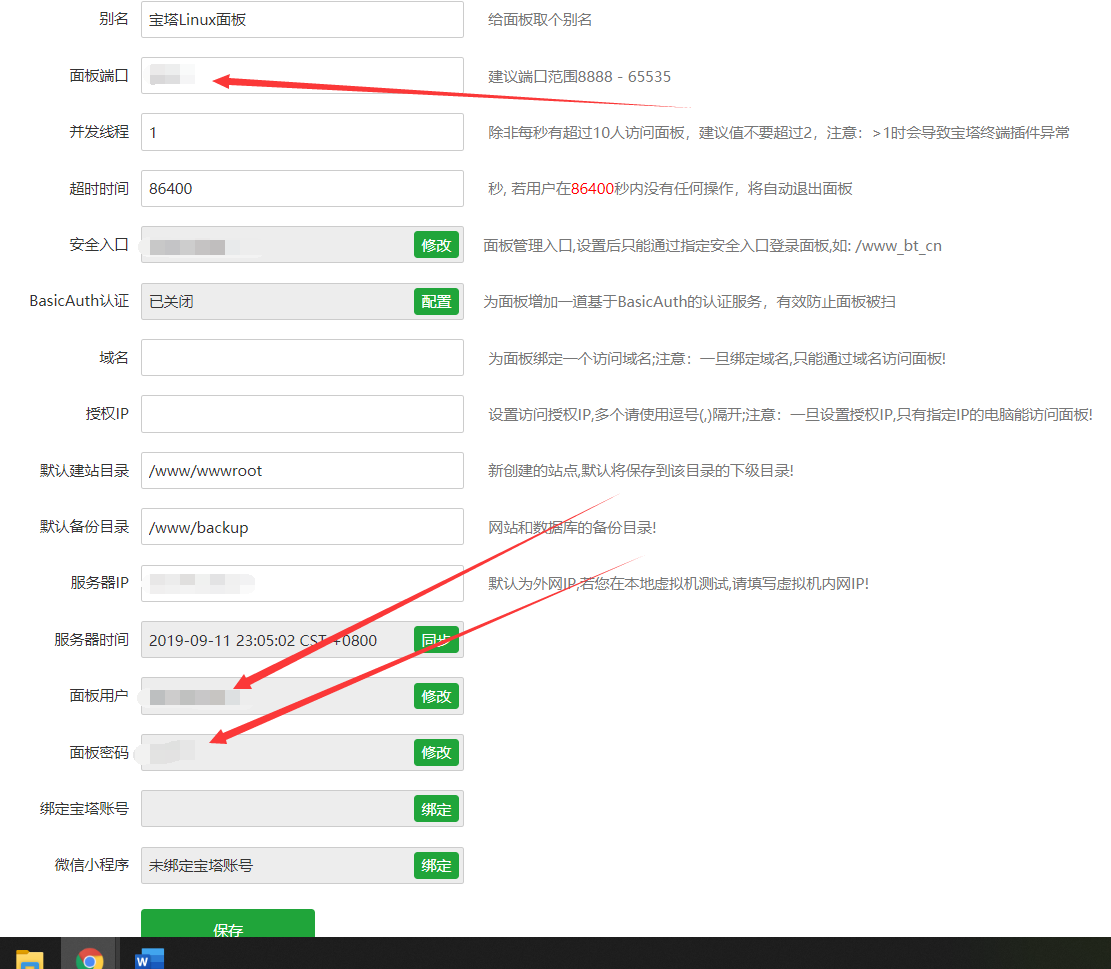 别名 宝塔Linux面板 给面板取个别名
面板端口 建议端口范围8888 - 65535
并发线程 1 除非每秒有超过10人访问面板，建议值不要超过2，注意：>1时会导致宝塔终端插件异常
超时时间 86400 秒, 若用户在86400秒内没有任何操作，将自动退出面板
安全入口 修改 面板管理入口,设置后只能通过指定安全入口登录面板,如: /www_bt_cn
BasicAuth认证 已关闭 配置 为面板增加一道基于BasicAuth的认证服务，有效防止面板被扫
域名 为面板绑定一个访问域名;注意：一旦绑定域名,只能通过域名访问面板!
授权IP 设置访问授权IP,多个请使用逗号(,)隔开;注意：一旦设置授权IP,只有指定IP的电脑能访问面板!
默认建站目录 /www/wwwroot 新创建的站点,默认将保存到该目录的下级目录!
默认备份目录 /www/backup 网站和数据库的备份目录!
服务器IP 默认为外网IP,若您在本地虚拟机测试,请填写虚拟机内网IP!
服务器时间 2019-09-11 23:05:02 CST +0800 同步
面板用户 修改
面板密码 修改
绑定宝塔账号 绑定
微信小程序 未绑定宝塔账号 绑定
保存
W